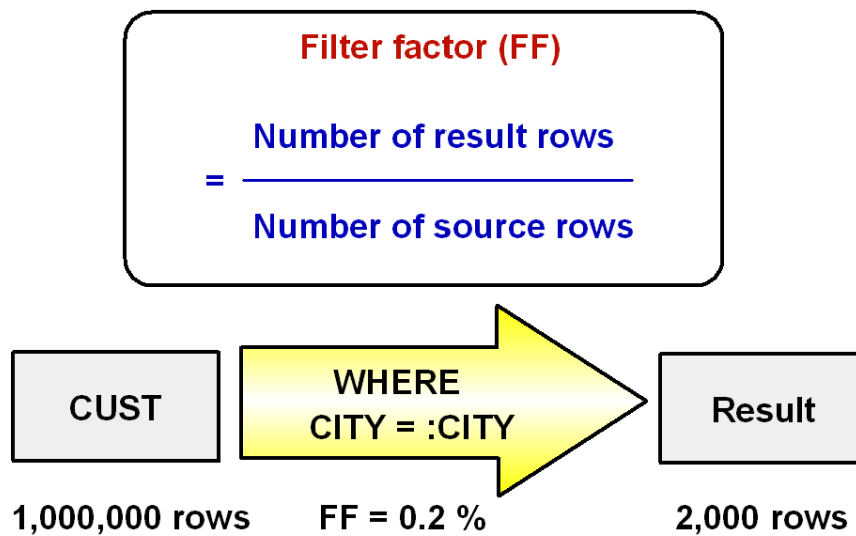 Filter factor (FF)
Number of result rows
=
Number of source rows
CUST
WHERE
CITY = :CITY
Result
1,000,000 rows
FF = 0.2 %
2,000 rows